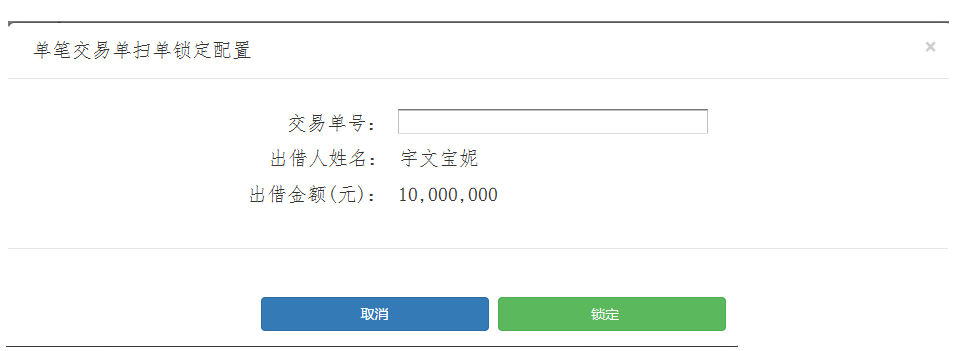 单笔交易单扫单锁定配置 ×
交易单号:
出借人姓名: 宇文宝妮
出借金额(元): 10,000,000
取消 锁定